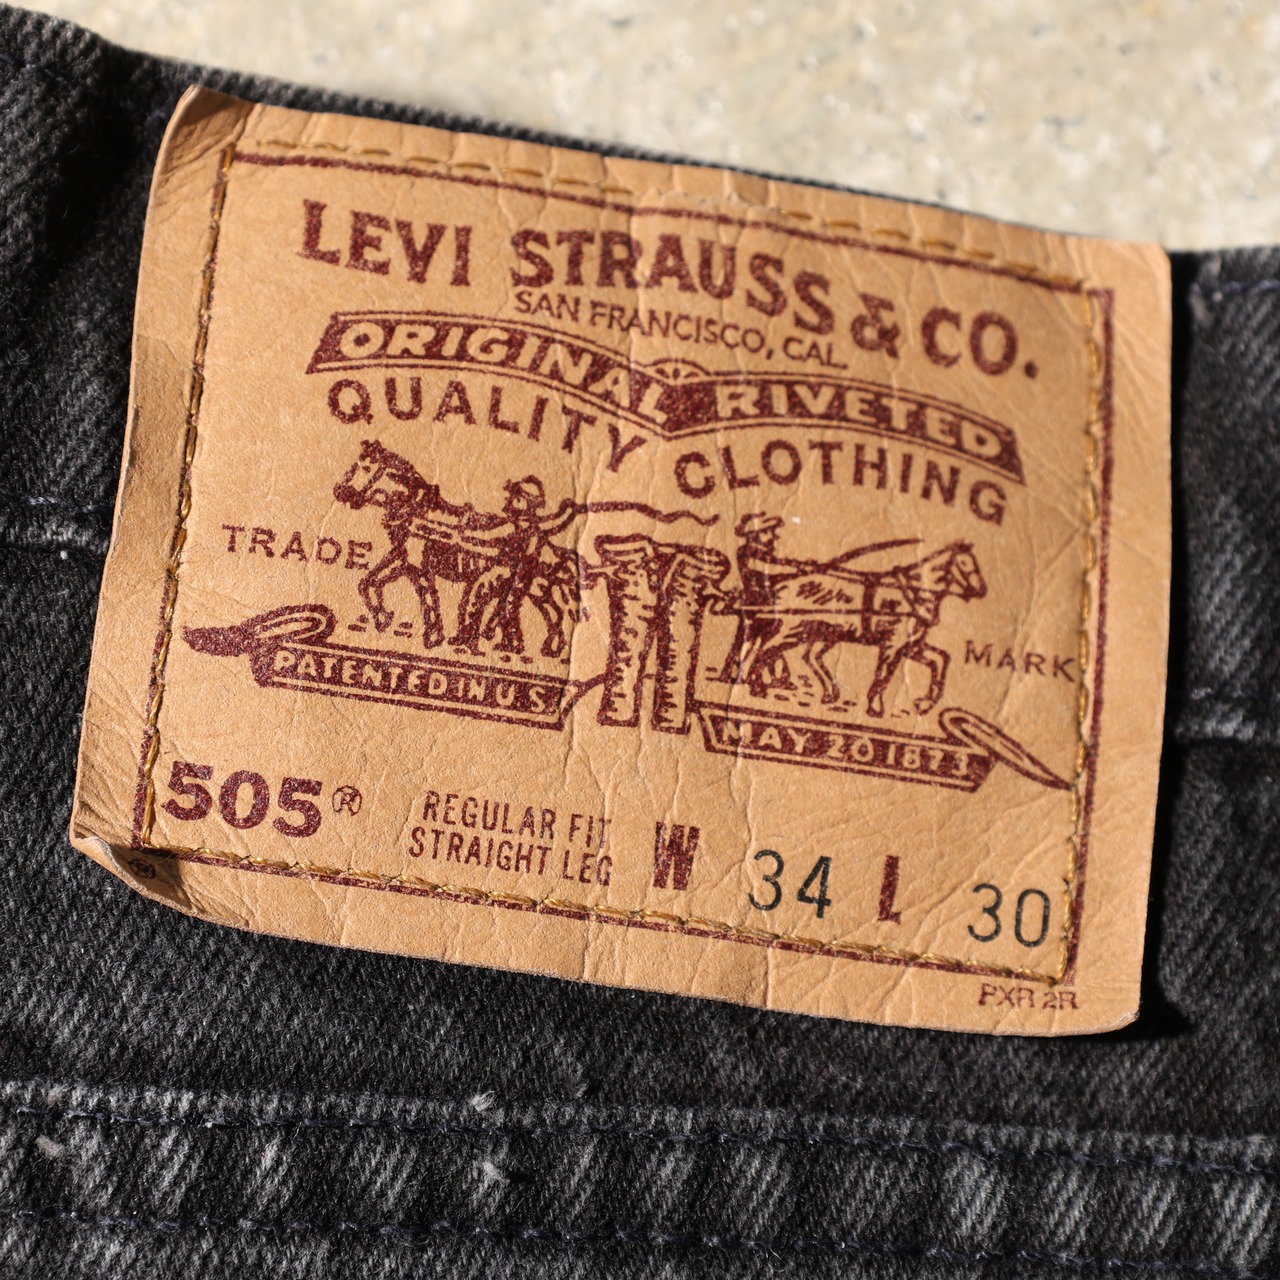 LEVI STRAUSS & CO.
SAN FRANCISCO, CAL.
ORIGINAL RIVETED
QUALITY CLOTHING
TRADE MARK
PATENTED IN U.S.
MAY 20 1873
505® REGULAR FIT
STRAIGHT LEG
W 34 L 30
PXR 2R
®